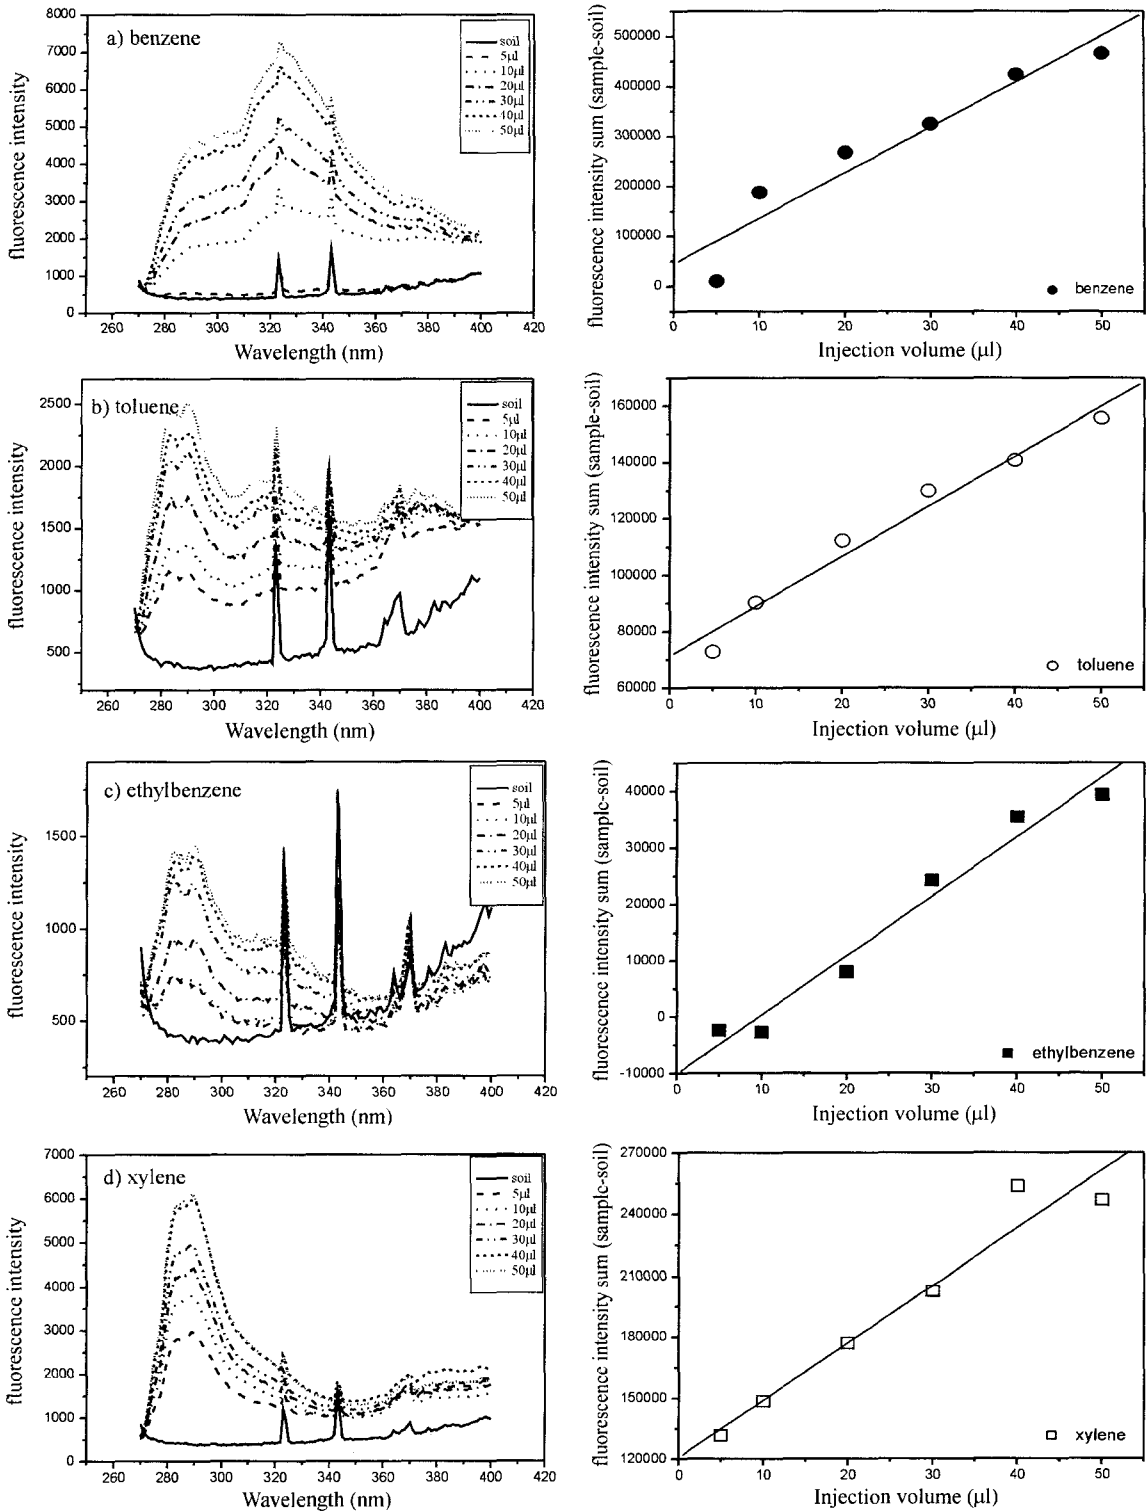 a) benzene
fluorescence intensity
8000
7000
6000
5000
4000
3000
2000
1000
0
260 280 300 320 340 360 380 400 420
Wavelength (nm)
soil
5µl
10µl
20µl
30µl
40µl
50µl
fluorescence intensity sum (sample-soil)
500000
400000
300000
200000
100000
0
0 10 20 30 40 50
Injection volume (µl)
benzene
b) toluene
fluorescence intensity
2500
2000
1500
1000
500
260 280 300 320 340 360 380 400 420
Wavelength (nm)
soil
5µl
10µl
20µl
30µl
40µl
50µl
fluorescence intensity sum (sample-soil)
160000
140000
120000
100000
80000
60000
0 10 20 30 40 50
Injection volume (µl)
toluene
c) ethylbenzene
fluorescence intensity
1500
1000
500
260 280 300 320 340 360 380 400 420
Wavelength (nm)
soil
5µl
10µl
20µl
30µl
40µl
50µl
fluorescence intensity sum (sample-soil)
40000
30000
20000
10000
0
-10000
0 10 20 30 40 50
Injection volume (µl)
ethylbenzene
d) xylene
fluorescence intensity
7000
6000
5000
4000
3000
2000
1000
0
260 280 300 320 340 360 380 400 420
Wavelength (nm)
soil
5µl
10µl
20µl
30µl
40µl
50µl
fluorescence intensity sum (sample-soil)
270000
240000
210000
180000
150000
120000
0 10 20 30 40 50
Injection volume (µl)
xylene